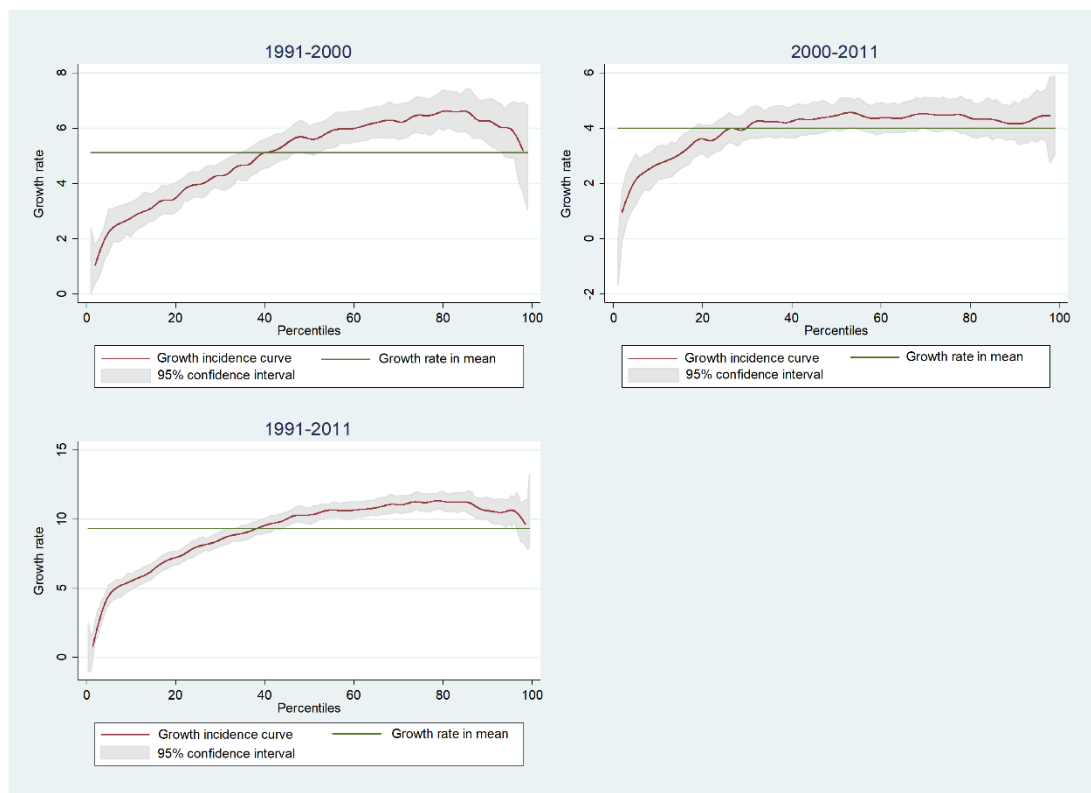 1991-2000
8
6
4
2
0
Growth rate
0 20 40 60 80 100
Percentiles
Growth incidence curve Growth rate in mean
95% confidence interval
2000-2011
6
4
2
0
-2
Growth rate
0 20 40 60 80 100
Percentiles
Growth incidence curve Growth rate in mean
95% confidence interval
1991-2011
15
10
5
0
Growth rate
0 20 40 60 80 100
Percentiles
Growth incidence curve Growth rate in mean
95% confidence interval